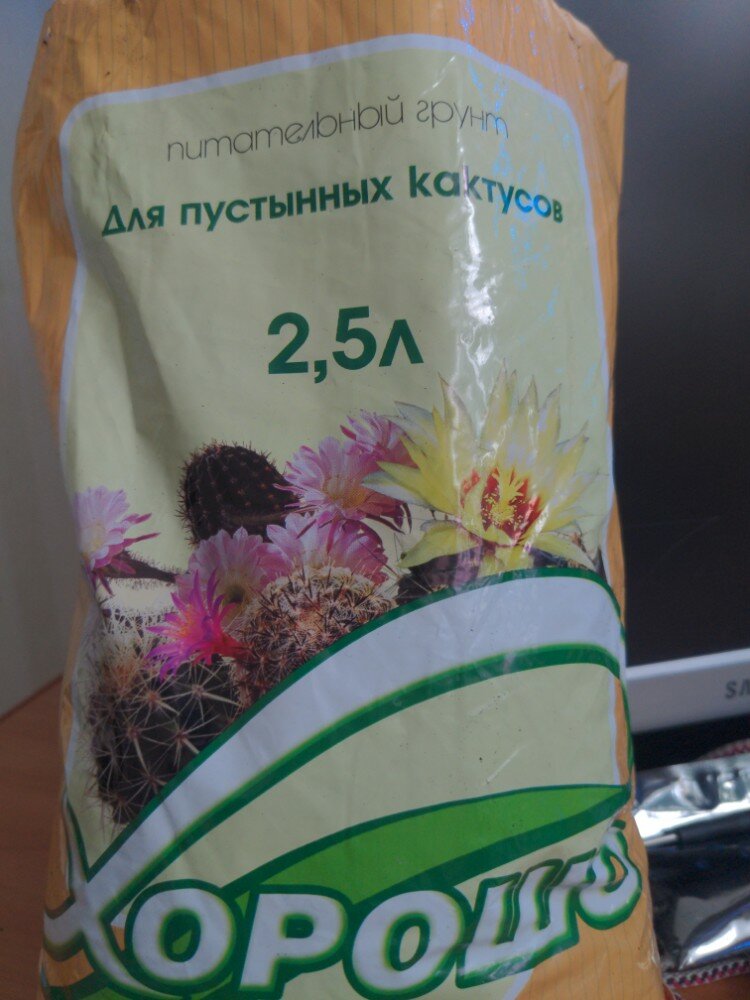 питательный грунт
Для пустынных кактусов
2,5л
Хорошо